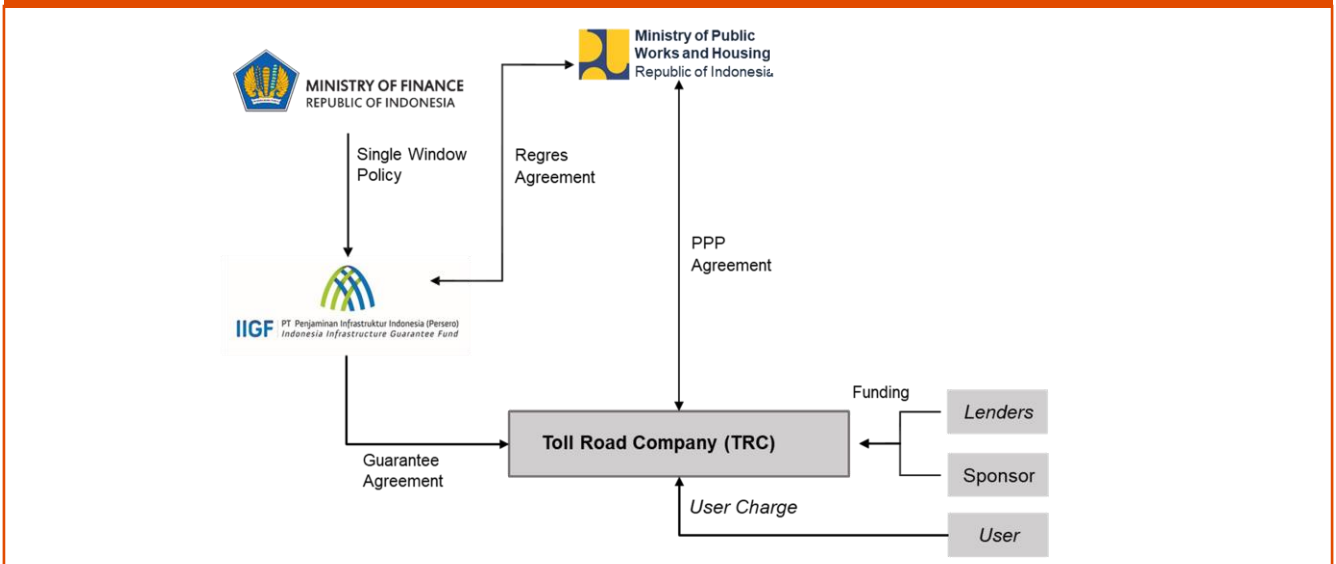 Ministry of Public
Works and Housing
Republic of Indonesia
MINISTRY OF FINANCE
REPUBLIC OF INDONESIA
Single Window
Policy
Regres
Agreement
PPP
Agreement
IIGF
PT Penjaminan Infrastruktur Indonesia (Persero)
Indonesia Infrastructure Guarantee Fund
Funding
Lenders
Toll Road Company (TRC)
Guarantee
Agreement
Sponsor
User Charge
User